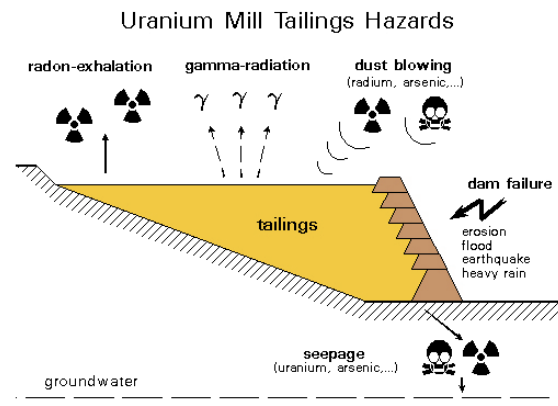 Uranium Mill Tailings Hazards
radon-exhalation
gamma-radiation
dust blowing
(radium, arsenic,...)
γ γ γ
tailings
dam failure
erosion
flood
earthquake
heavy rain
seepage
(uranium, arsenic,...)
groundwater